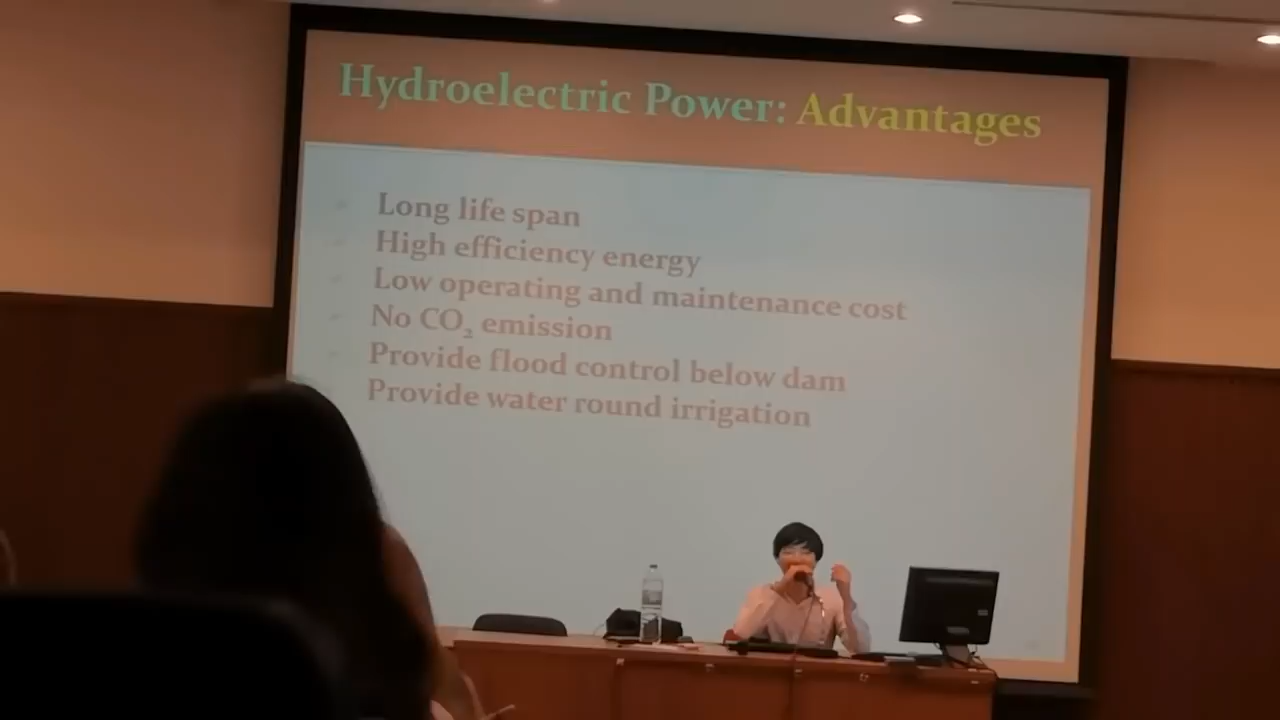 Hydroelectric Power: Advantages
Long life span
High efficiency energy
Low operating and maintenance cost
No CO₂ emission
Provide flood control below dam
Provide water round irrigation